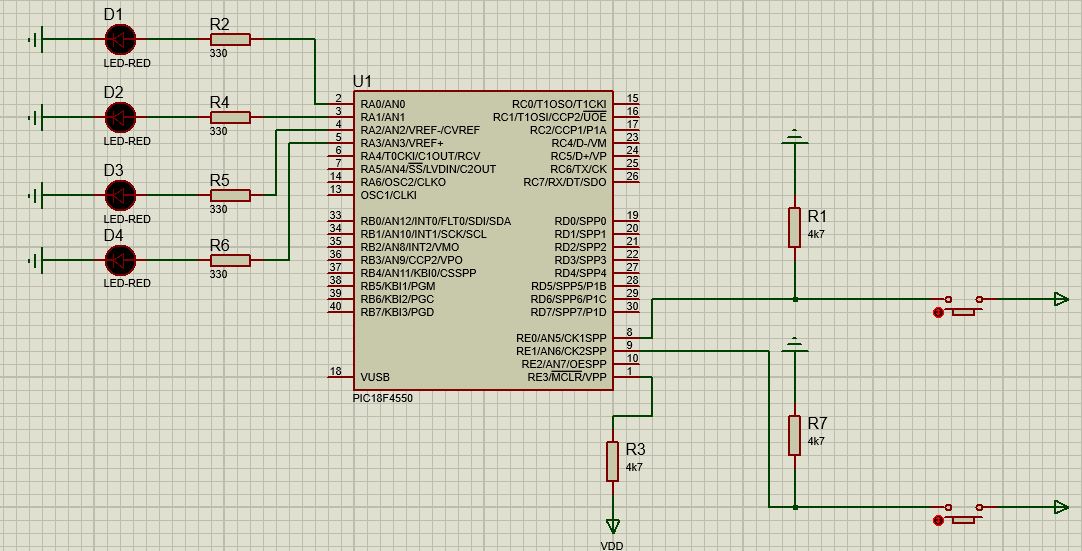 D1
LED-RED
R2
330
D2
LED-RED
R4
330
D3
LED-RED
R5
330
D4
LED-RED
R6
330
U1
2 RA0/AN0
3 RA1/AN1
4 RA2/AN2/VREF-/CVREF
5 RA3/AN3/VREF+
6 RA4/T0CKI/C1OUT/RCV
7 RA5/AN4/SS/LVDIN/C2OUT
14 RA6/OSC2/CLKO
13 OSC1/CLKI
33 RB0/AN12/INT0/FLT0/SDI/SDA
34 RB1/AN10/INT1/SCK/SCL
35 RB2/AN8/INT2/VMO
36 RB3/AN9/CCP2/VPO
37 RB4/AN11/KBI0/CSSPP
38 RB5/KBI1/PGM
39 RB6/KBI2/PGC
40 RB7/KBI3/PGD
18 VUSB
RC0/T1OSO/T1CKI 15
RC1/T1OSI/CCP2/UOE 16
RC2/CCP1/P1A 17
RC4/D-/VM 23
RC5/D+/VP 24
RC6/TX/CK 25
RC7/RX/DT/SDO 26
RD0/SPP0 19
RD1/SPP1 20
RD2/SPP2 21
RD3/SPP3 22
RD4/SPP4 27
RD5/SPP5/P1B 28
RD6/SPP6/P1C 29
RD7/SPP7/P1D 30
RE0/AN5/CK1SPP 8
RE1/AN6/CK2SPP 9
RE2/AN7/OESPP 10
RE3/MCLR/VPP 1
PIC18F4550
R1
4k7
R7
4k7
R3
4k7
VDD